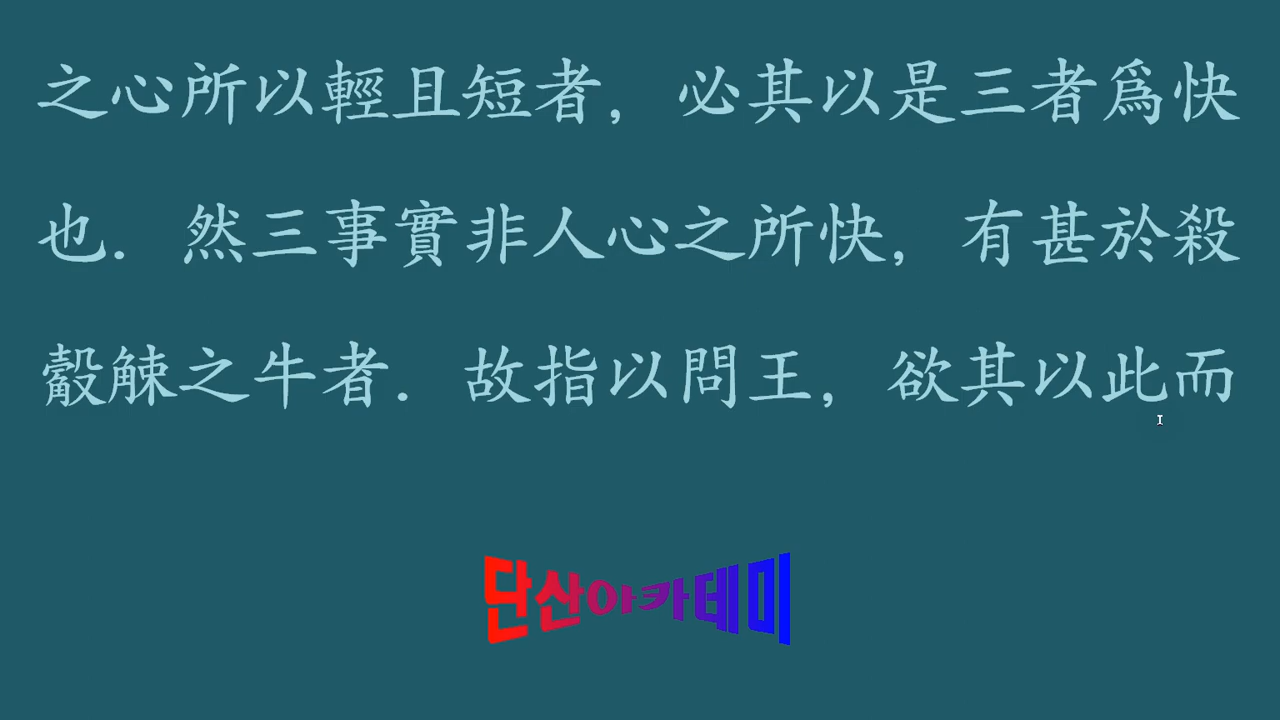 之心所以輕且短者，必其以是三者爲快
也．然三事實非人心之所快，有甚於殺
觳觫之牛者．故指以問王，欲其以此而
단산아카데미